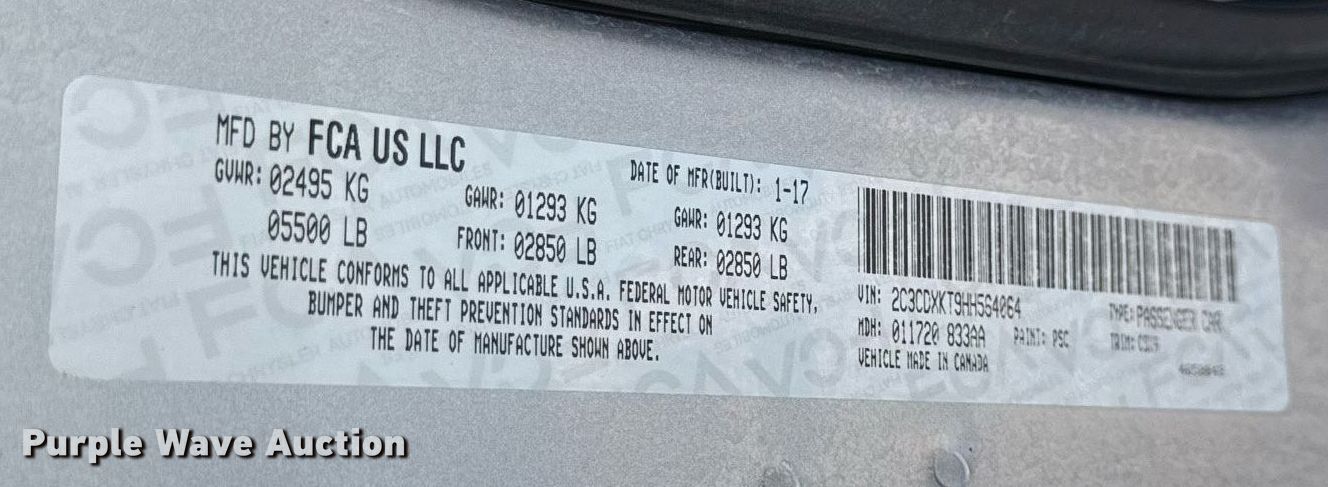 MFD BY FCA US LLC
DATE OF MFR(BUILT): 1-17
GVWR: 02495 KG
GAWR: 01293 KG
GAWR: 01293 KG
05500 LB
FRONT: 02850 LB
REAR: 02850 LB
THIS VEHICLE CONFORMS TO ALL APPLICABLE U.S.A. FEDERAL MOTOR VEHICLE SAFETY,
BUMPER AND THEFT PREVENTION STANDARDS IN EFFECT ON
THE DATE OF MANUFACTURE SHOWN ABOVE.
VIN: 2C3CDXKT9HH564064
TYPE: PASSENGER CAR
MDH: 011720 833AA
PAINT: PSC
TRIM:
VEHICLE MADE IN CANADA
Purple Wave Auction